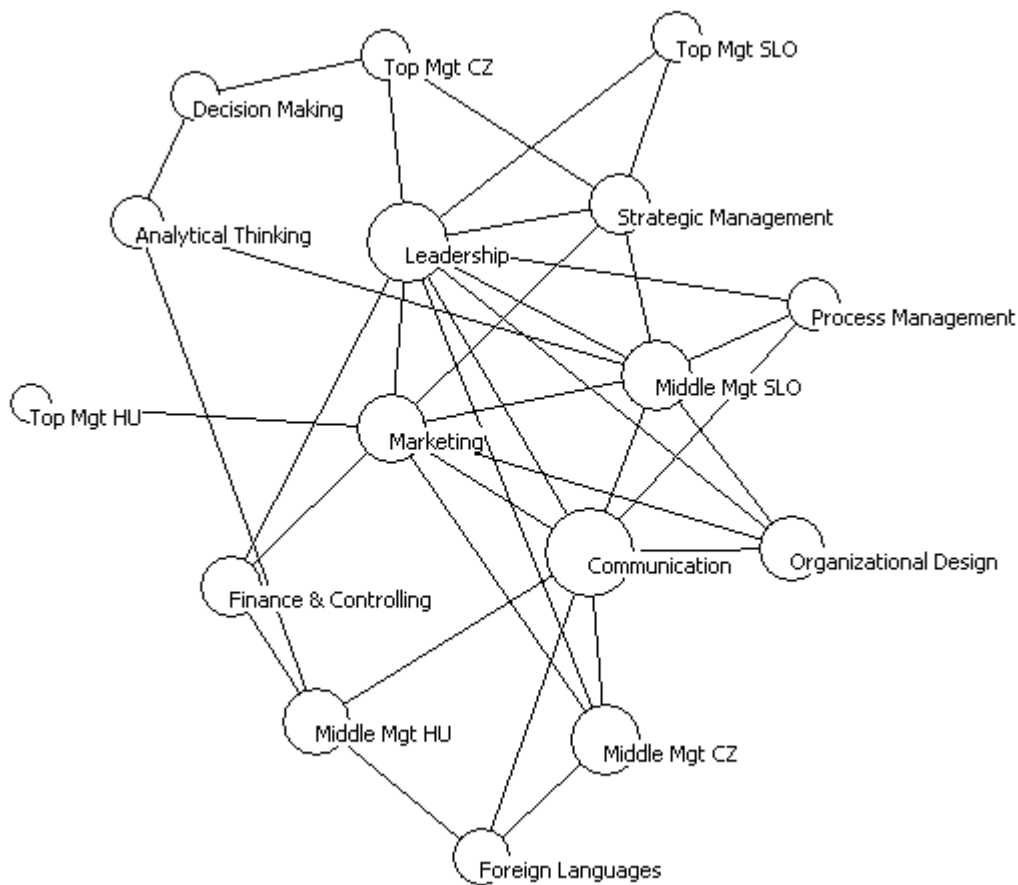 Top Mgt SLO
Top Mgt CZ
Decision Making
Strategic Management
Analytical Thinking
Leadership
Process Management
Middle Mgt SLO
Top Mgt HU
Marketing
Organizational Design
Communication
Finance & Controlling
Middle Mgt HU
Middle Mgt CZ
Foreign Languages